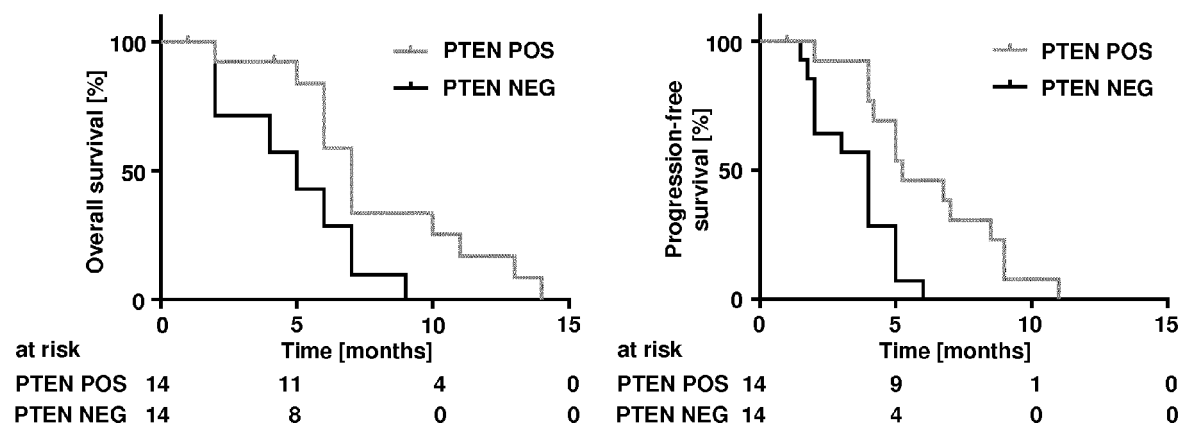 100
50
0
Overall survival [%]
PTEN POS
PTEN NEG
0 5 10 15
Time [months]
at risk
PTEN POS 14 11 4 0
PTEN NEG 14 8 0 0
100
50
0
Progression-free
survival [%]
PTEN POS
PTEN NEG
0 5 10 15
Time [months]
at risk
PTEN POS 14 9 1 0
PTEN NEG 14 4 0 0